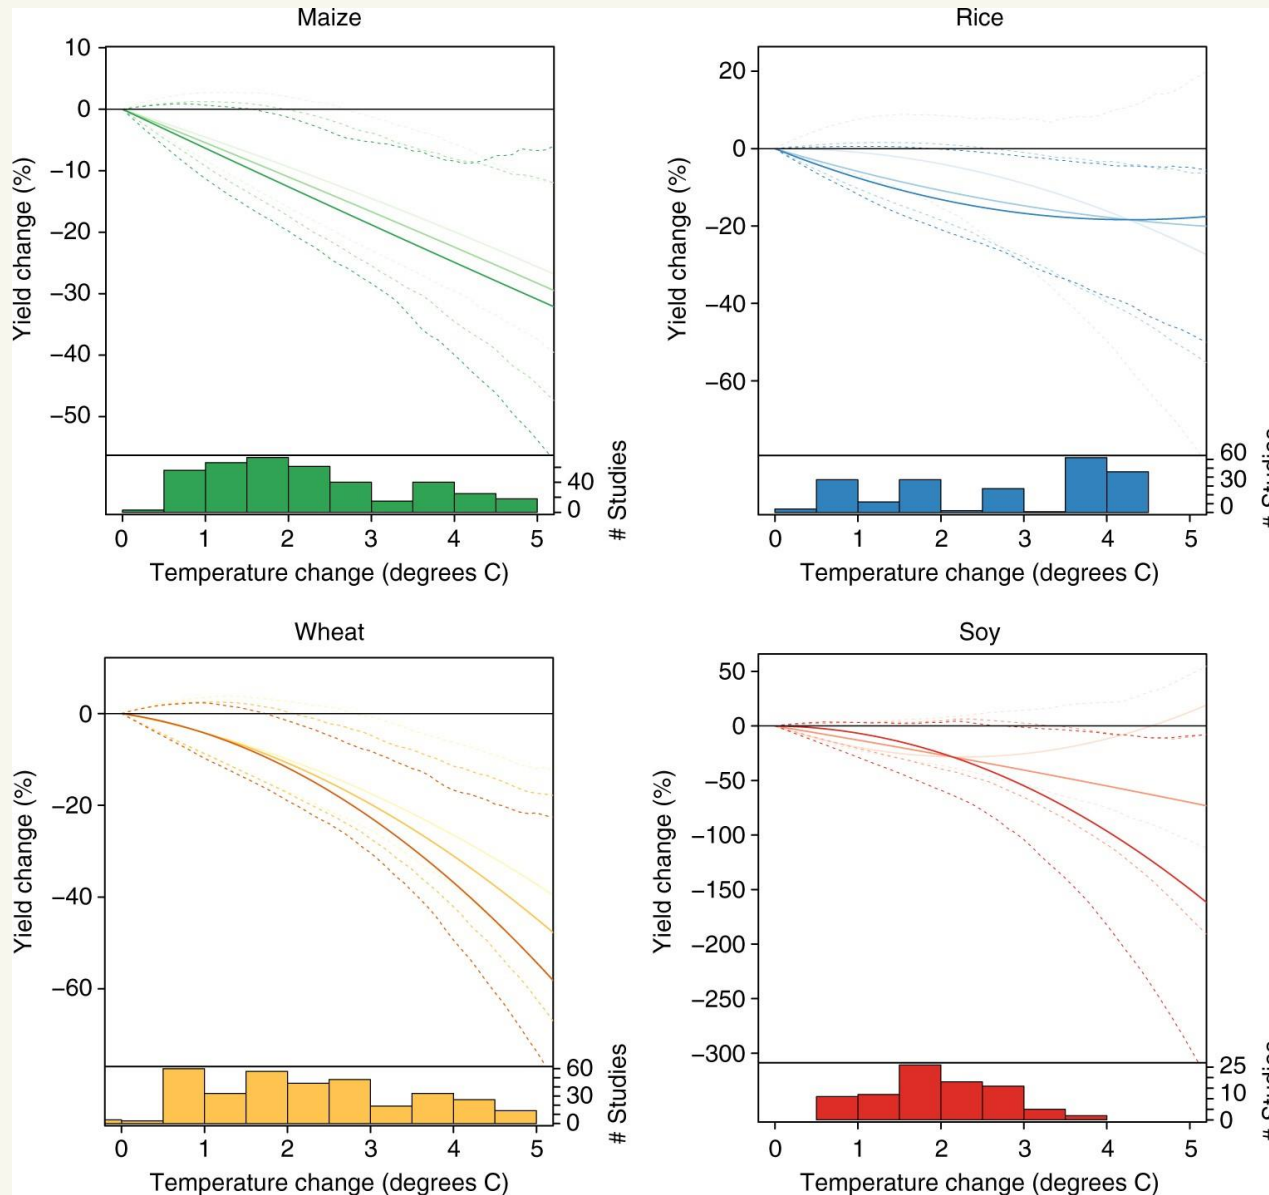 Maize
10
0
−10
−20
−30
−40
−50
Yield change (%)
40
0
# Studies
0 1 2 3 4 5
Temperature change (degrees C)
Rice
20
0
−20
−40
−60
Yield change (%)
60
30
0
# Studies
0 1 2 3 4 5
Temperature change (degrees C)
Wheat
0
−20
−40
−60
Yield change (%)
60
30
0
# Studies
0 1 2 3 4 5
Temperature change (degrees C)
Soy
50
0
−50
−100
−150
−200
−250
−300
Yield change (%)
25
10
0
# Studies
0 1 2 3 4 5
Temperature change (degrees C)